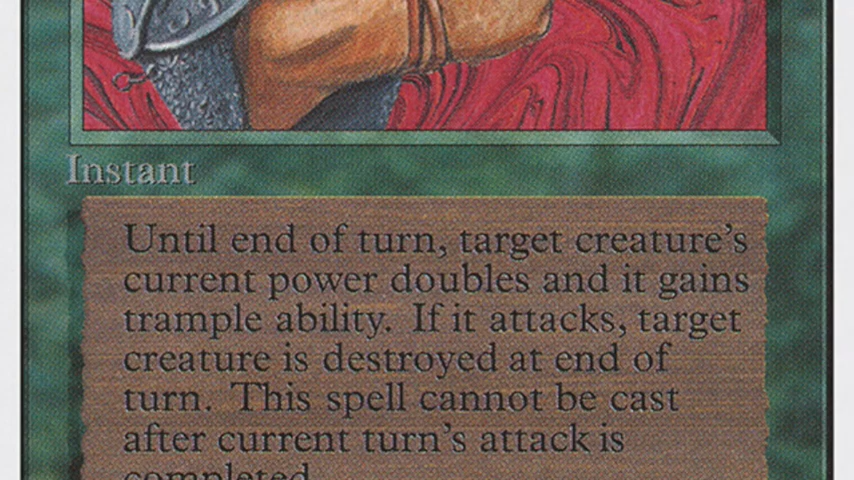 Instant
Until end of turn, target creature's
current power doubles and it gains
trample ability. If it attacks, target
creature is destroyed at end of
turn. This spell cannot be cast
after current turn's attack is
completed.